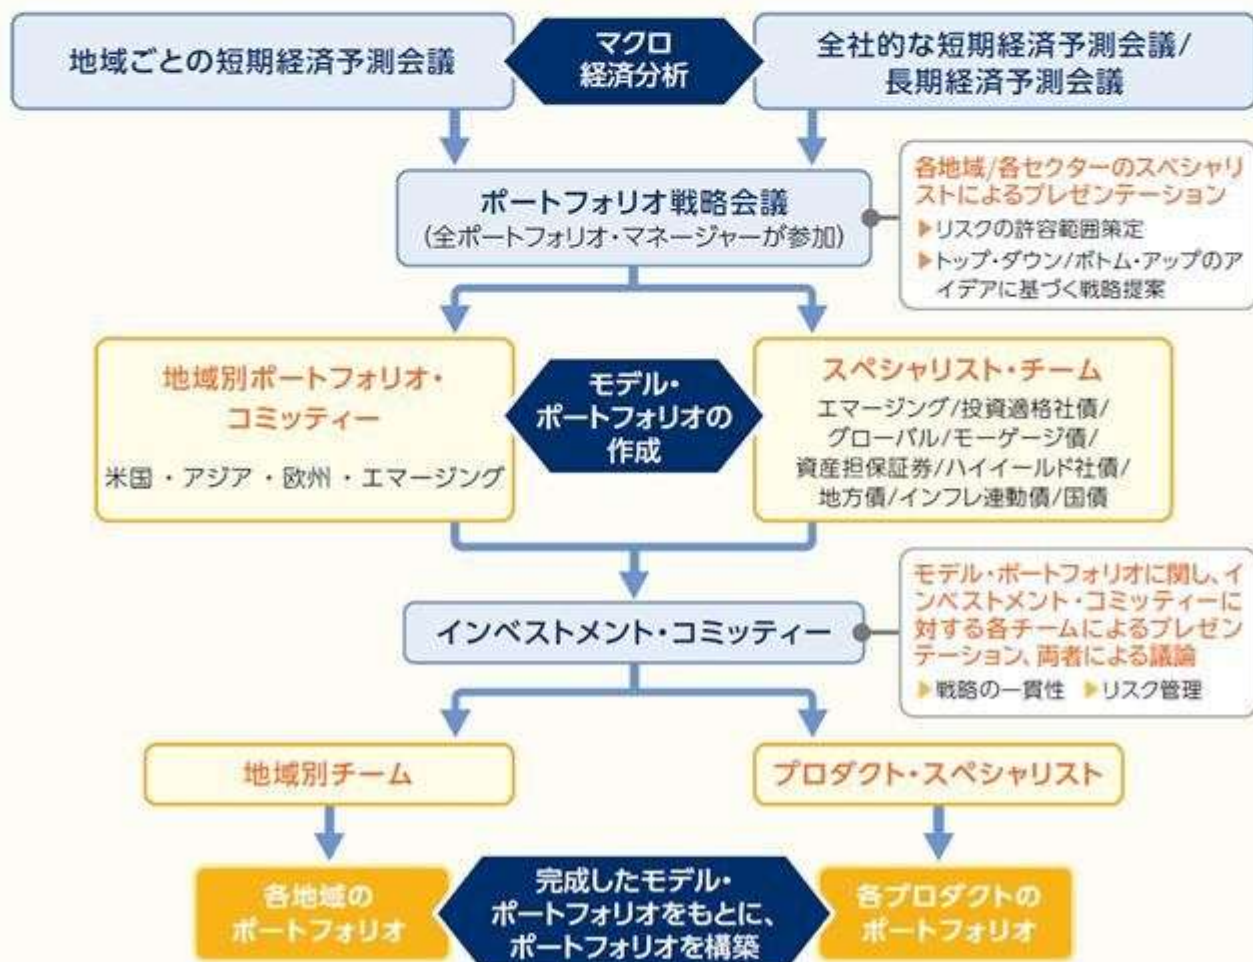 地域ごとの短期経済予測会議
マクロ
経済分析
全社的な短期経済予測会議/
長期経済予測会議
ポートフォリオ戦略会議
(全ポートフォリオ・マネージャーが参加)
各地域/各セクターのスペシャリ
ストによるプレゼンテーション
▶リスクの許容範囲策定
▶トップ・ダウン/ボトム・アップのア
イデアに基づく戦略提案
地域別ポートフォリオ・
コミッティー
米国・アジア・欧州・エマージング
モデル・
ポートフォリオの
作成
スペシャリスト・チーム
エマージング/投資適格社債/
グローバル/モーゲージ債/
資産担保証券/ハイイールド社債/
地方債/インフレ連動債/国債
インベストメント・コミッティー
モデル・ポートフォリオに関し、イ
ンベストメント・コミッティーに
対する各チームによるプレゼン
テーション、両者による議論
▶戦略の一貫性 ▶リスク管理
地域別チーム
プロダクト・スペシャリスト
各地域の
ポートフォリオ
完成したモデル・
ポートフォリオをもとに、
ポートフォリオを構築
各プロダクトの
ポートフォリオ